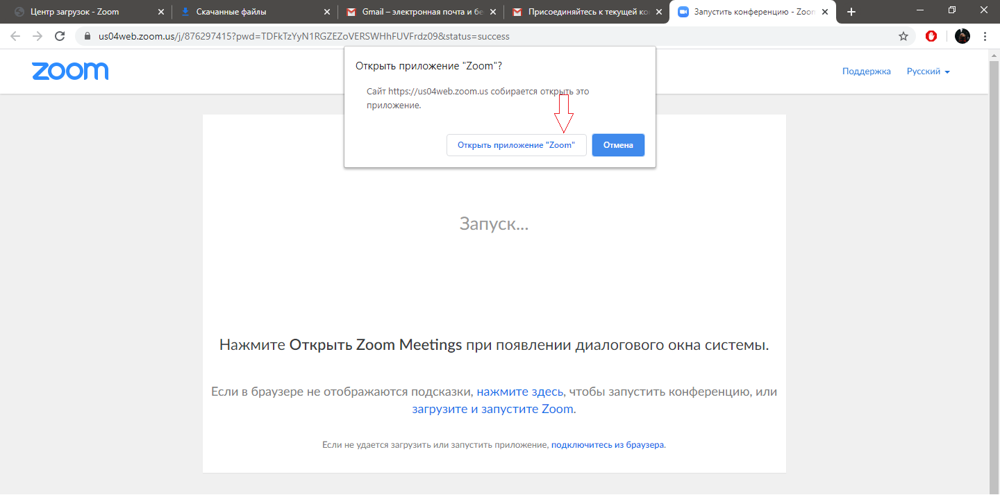 Центр загрузок - Zoom
Скачанные файлы
Gmail – электронная почта и бе
Присоединяйтесь к текущей ко
Запустить конференцию - Zoom
us04web.zoom.us/j/876297415?pwd=TDFkTzYyN1RGZEZoVERSWHhFUVFrdz09&status=success
zoom
Поддержка
Русский
Открыть приложение "Zoom"?
Сайт https://us04web.zoom.us собирается открыть это
приложение.
Открыть приложение "Zoom"
Отмена
Запуск...
Нажмите Открыть Zoom Meetings при появлении диалогового окна системы.
Если в браузере не отображаются подсказки, нажмите здесь, чтобы запустить конференцию, или
загрузите и запустите Zoom.
Если не удается загрузить или запустить приложение, подключитесь из браузера.